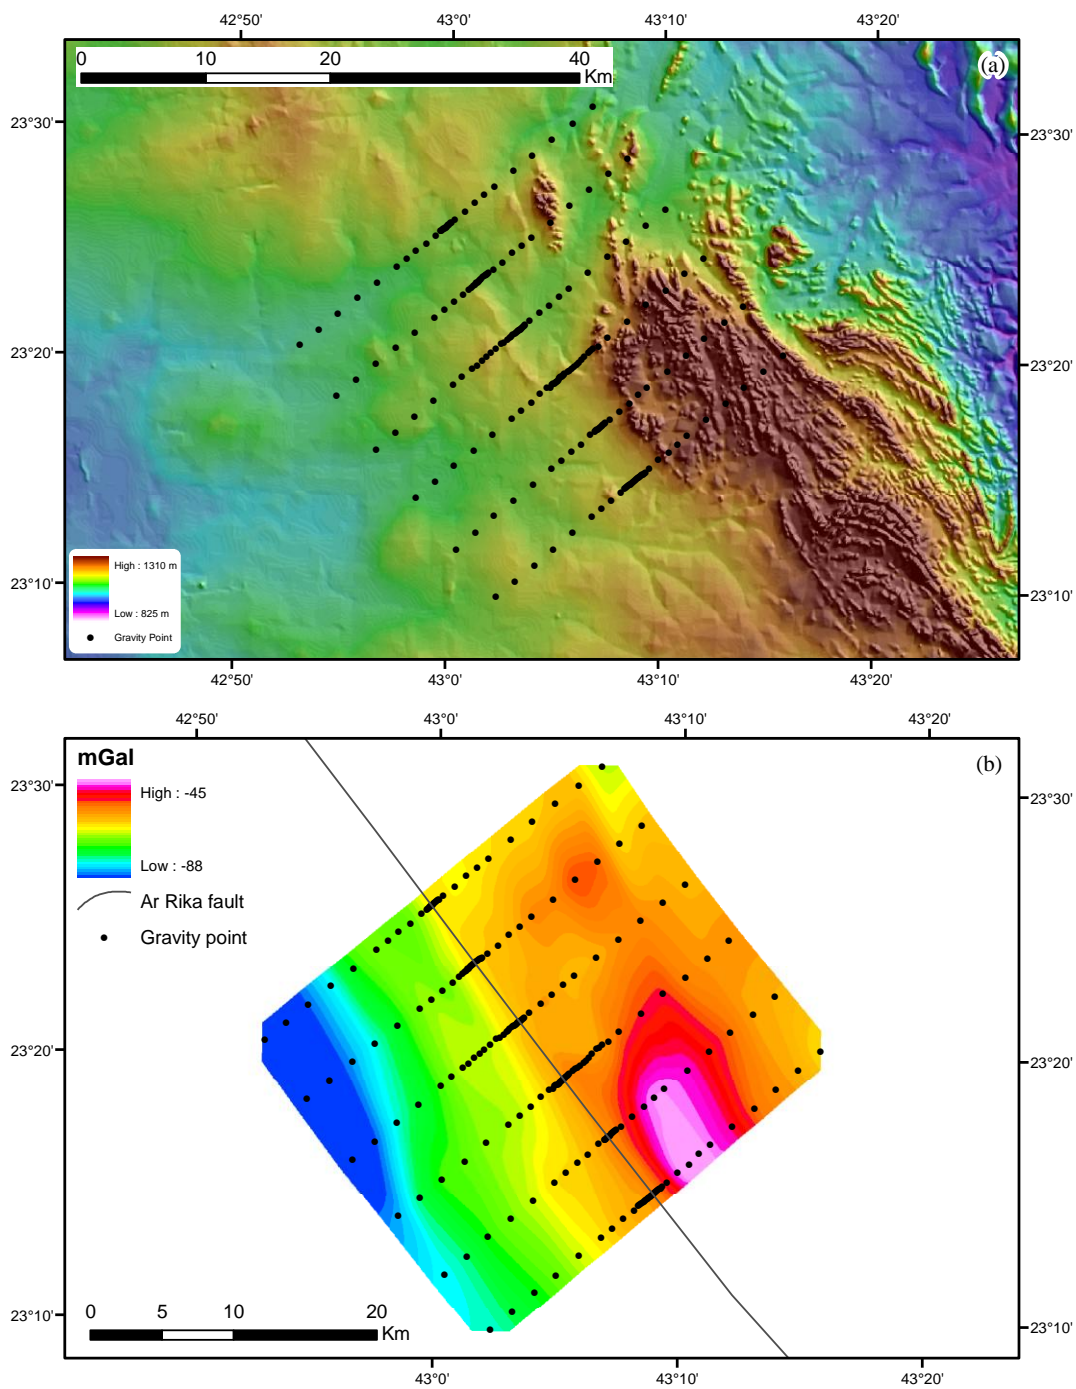 42°50' 43°0' 43°10' 43°20'
0 10 20 40
Km
(a)
23°30' 23°30'
23°20' 23°20'
High : 1310 m
Low : 825 m
Gravity Point
23°10' 23°10'
42°50' 43°0' 43°10' 43°20'
42°50' 43°0' 43°10' 43°20'
mGal
(b)
High : -45
Low : -88
Ar Rika fault
Gravity point
23°30' 23°30'
23°20' 23°20'
23°10' 23°10'
0 5 10 20
Km
43°0' 43°10' 43°20'